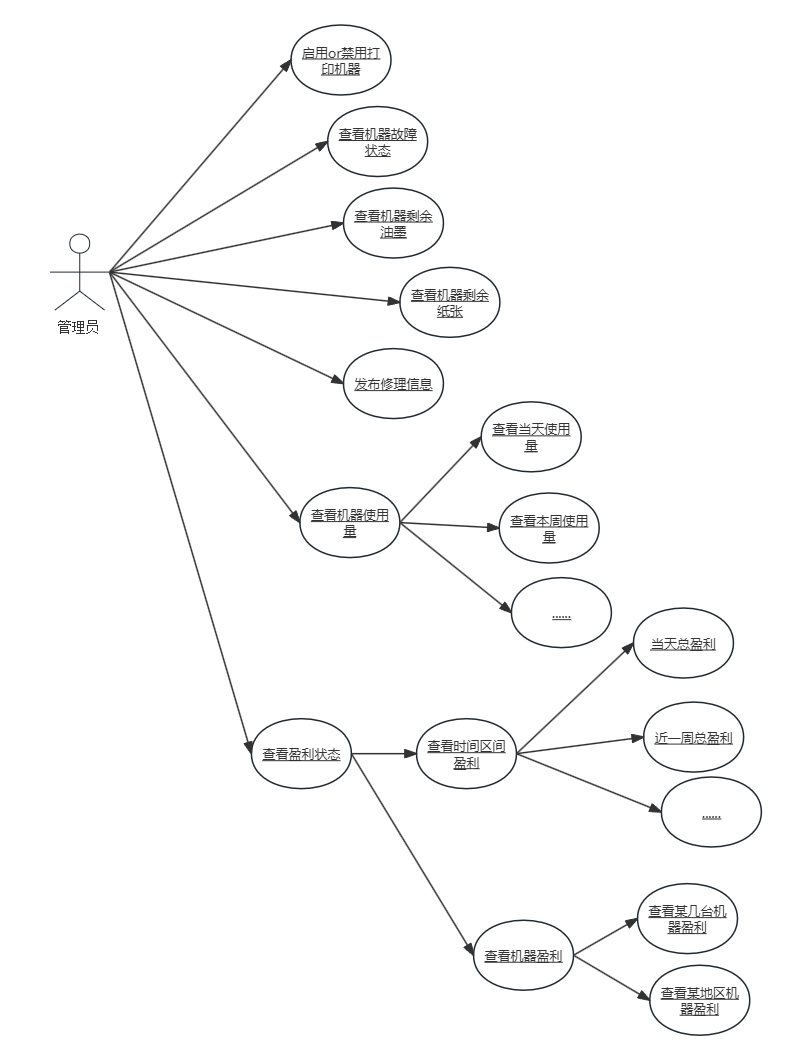 启用or禁用打
印机器
查看机器故障
状态
查看机器剩余
油墨
管理员
查看机器剩余
纸张
发布修理信息
查看机器使用
量
查看当天使用
量
查看本周使用
量
......
查看盈利状态
查看时间区间
盈利
当天总盈利
近一周总盈利
......
查看机器盈利
查看某几台机
器盈利
查看某地区机
器盈利